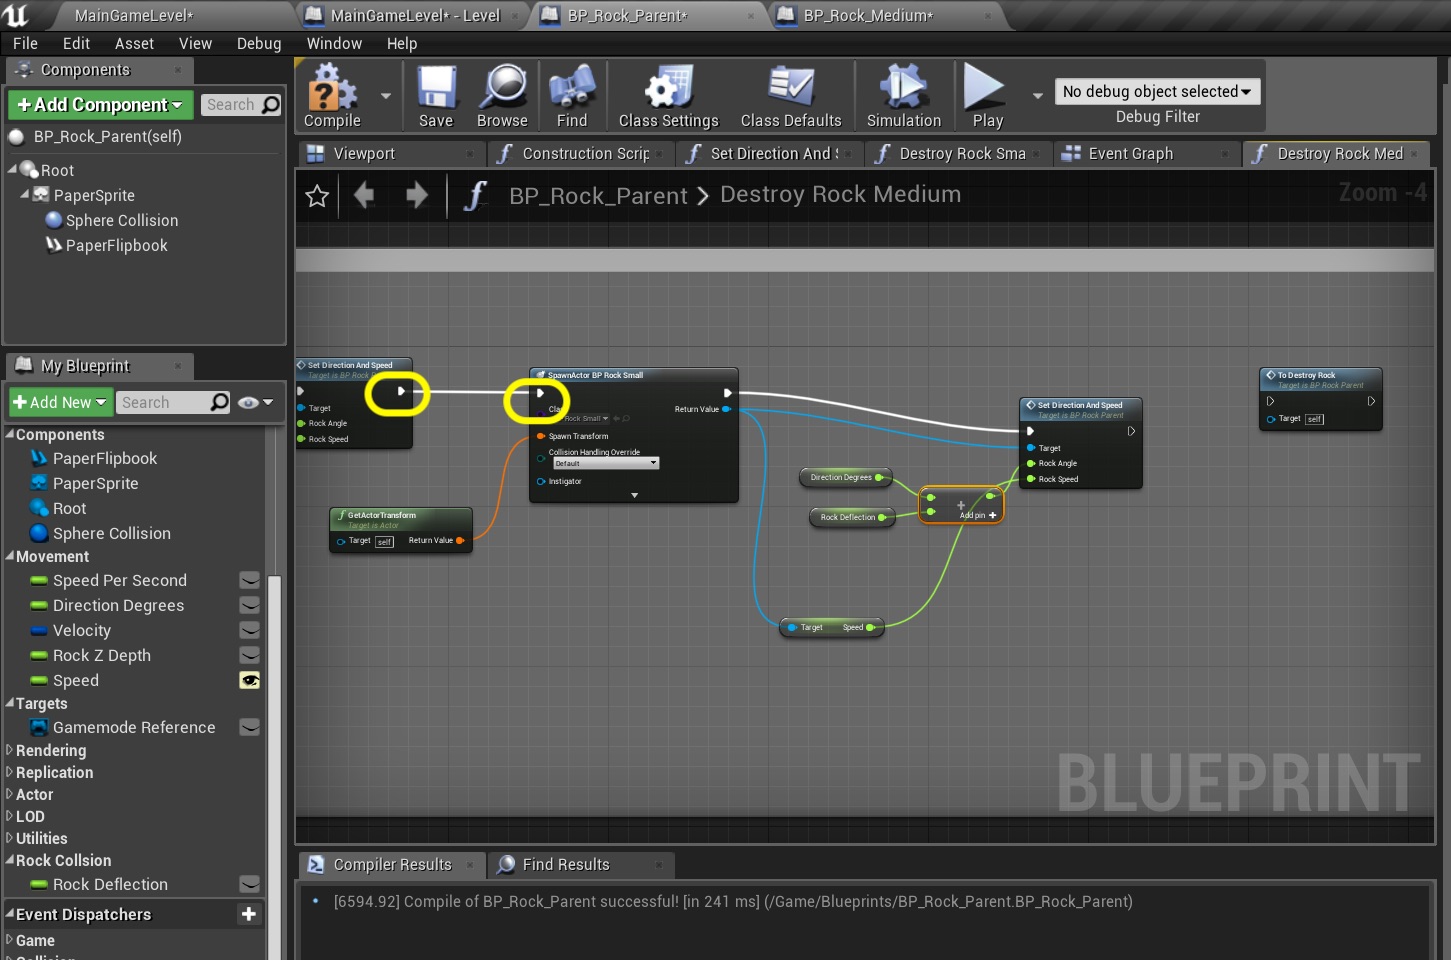 MainGameLevel*
MainGameLevel* - Level
BP_Rock_Parent*
BP_Rock_Medium*
File Edit Asset View Debug Window Help
Components
+Add Component
Search
BP_Rock_Parent(self)
Root
PaperSprite
Sphere Collision
PaperFlipbook
My Blueprint
+Add New
Search
Components
PaperFlipbook
PaperSprite
Root
Sphere Collision
Movement
Speed Per Second
Direction Degrees
Velocity
Rock Z Depth
Speed
Targets
Gamemode Reference
Rendering
Replication
Actor
LOD
Utilities
Rock Collsion
Rock Deflection
Event Dispatchers +
Game
Compile
Save
Browse
Find
Class Settings
Class Defaults
Simulation
Play
No debug object selected
Debug Filter
Viewport
Construction Scrip
Set Direction And
Destroy Rock Sma
Event Graph
Destroy Rock Med
BP_Rock_Parent > Destroy Rock Medium
Zoom -4
Set Direction And Speed
Target is BP Rock P
Target
Rock Angle
Rock Speed
SpawnActor BP Rock Small
Cla
Rock Small
Return Value
Spawn Transform
Collision Handling Override
Default
Instigator
GetActorTransform
Target is Actor
Target self
Return Value
Direction Degrees
Rock Deflection
Add pin +
Target Speed
Set Direction And Speed
Target is BP Rock Parent
Target
Rock Angle
Rock Speed
To Destroy Rock
Target is BP Rock Parent
Target self
BLUEPRINT
Compiler Results
Find Results
[6594.92] Compile of BP_Rock_Parent successful! [in 241 ms] (/Game/Blueprints/BP_Rock_Parent.BP_Rock_Parent)